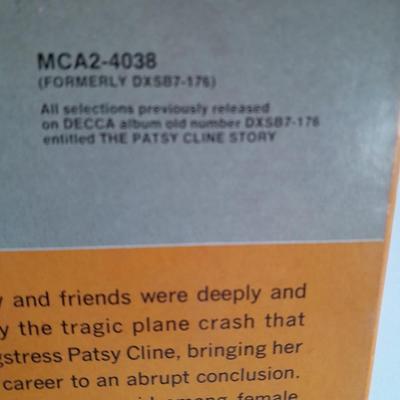 MCA2-4038
(FORMERLY DXSB7-176)
All selections previously released
on DECCA album old number DXSB7-176
entitled THE PATSY CLINE STORY
and friends were deeply and
the tragic plane crash that
gstress Patsy Cline, bringing her
career to an abrupt conclusion.
among female